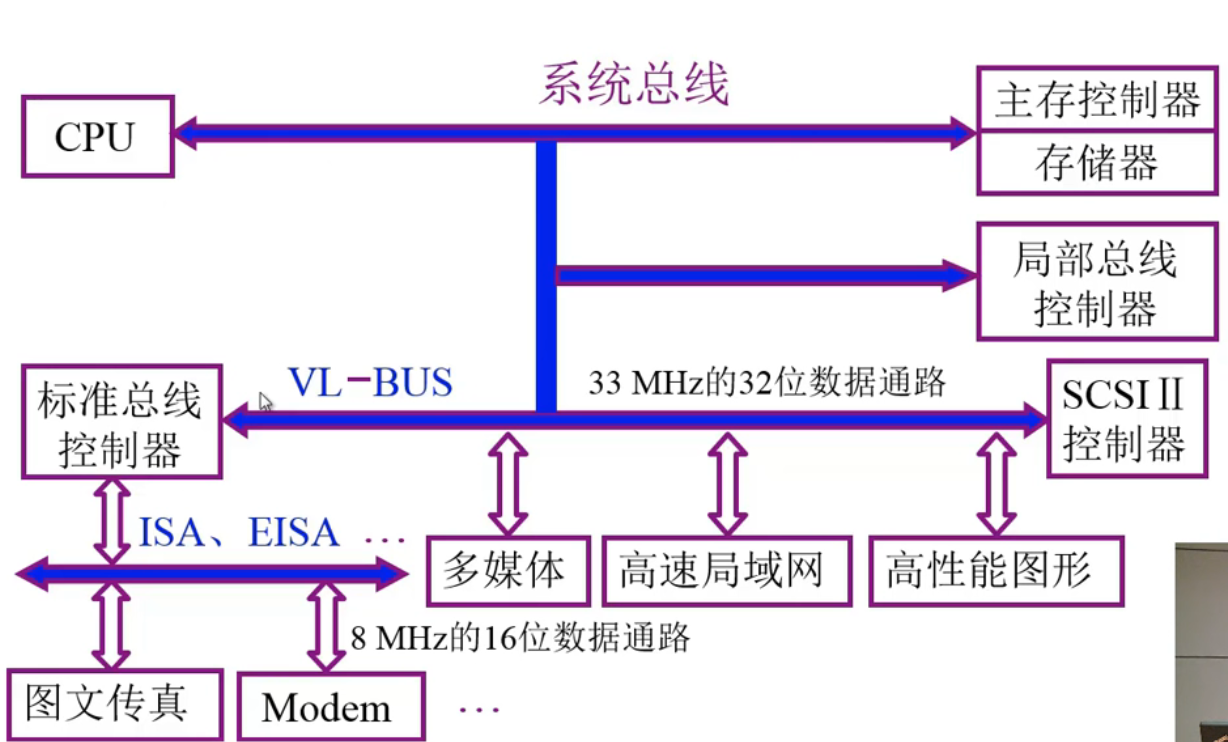 系统总线
CPU
主存控制器
存储器
局部总线
控制器
VL-BUS
33 MHz的32位数据通路
标准总线
控制器
SCSI II
控制器
ISA、EISA …
多媒体
高速局域网
高性能图形
8 MHz的16位数据通路
图文传真
Modem
…